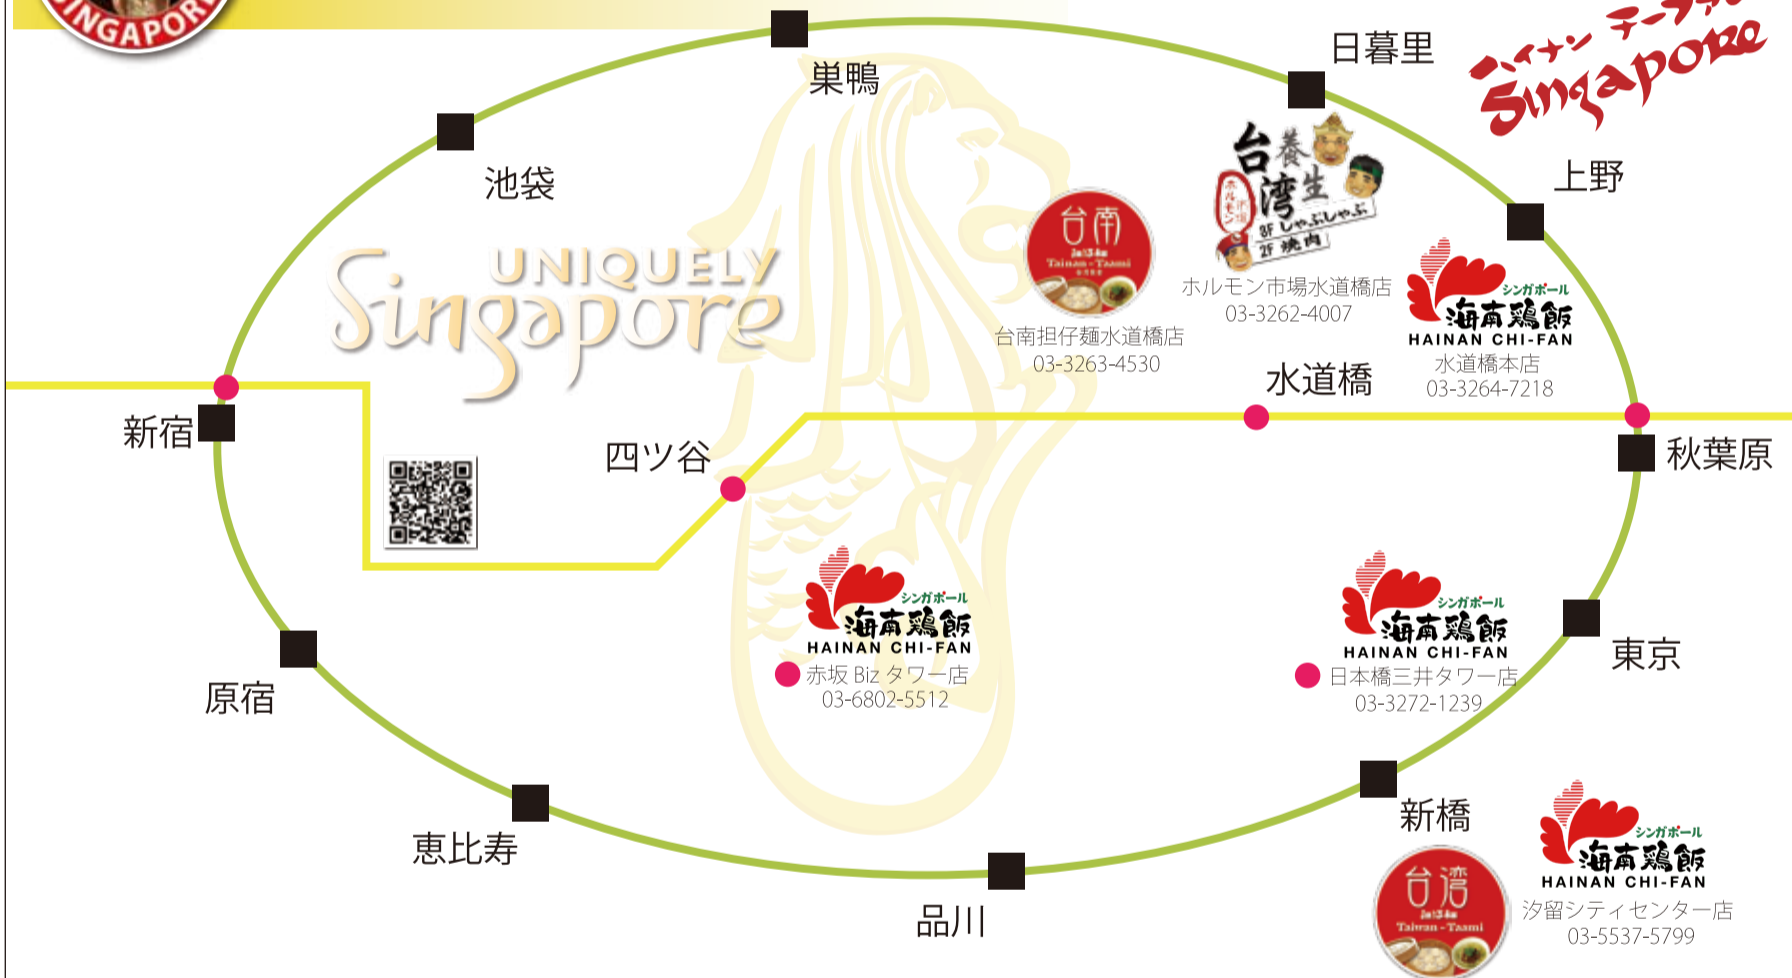 SINGAPORE
巣鴨
日暮里
ハイナン チーファン
Singapore
池袋
上野
台湾
養生
ホルモン
市場
3F しゃぶしゃぶ
2F 焼肉
ホルモン市場水道橋店
03-3262-4007
台南
担仔麺
Tainan-Taami
台南担仔麺水道橋店
03-3263-4530
シンガポール
海南鶏飯
HAINAN CHI-FAN
水道橋本店
03-3264-7218
UNIQUELY
Singapore
水道橋
新宿
四ツ谷
秋葉原
シンガポール
海南鶏飯
HAINAN CHI-FAN
赤坂 Biz タワー店
03-6802-5512
シンガポール
海南鶏飯
HAINAN CHI-FAN
日本橋三井タワー店
03-3272-1239
東京
原宿
恵比寿
新橋
品川
台湾
担仔麺
Taiwan-Taami
シンガポール
海南鶏飯
HAINAN CHI-FAN
汐留シティセンター店
03-5537-5799